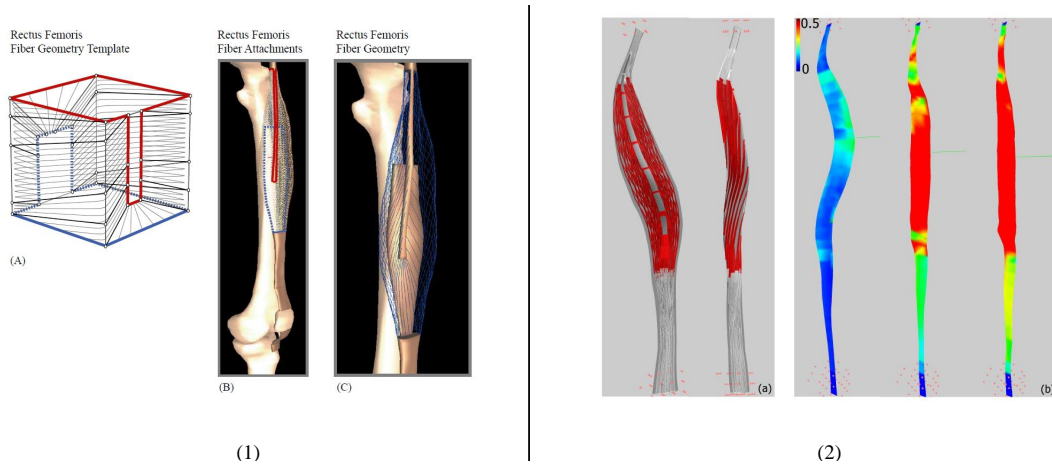 Rectus Femoris
Fiber Geometry Template
(A)
Rectus Femoris
Fiber Attachments
(B)
Rectus Femoris
Fiber Geometry
(C)
(1)
(a)
0.5
0
(b)
(2)